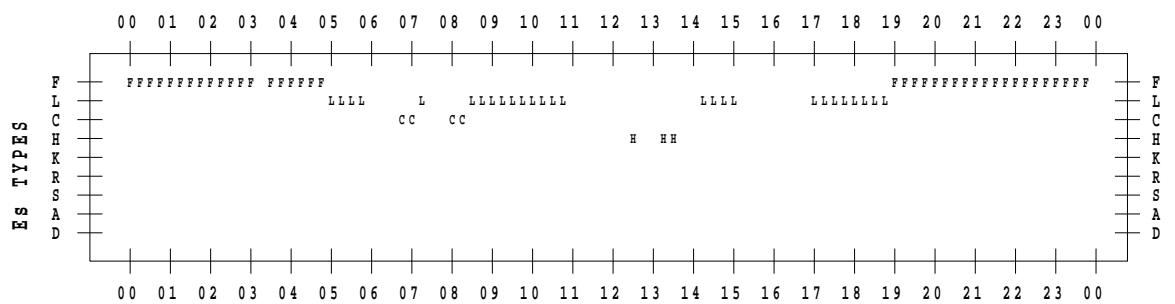 00 01 02 03 04 05 06 07 08 09 10 11 12 13 14 15 16 17 18 19 20 21 22 23 00
F FFFFFFFFFFFFF FFFFFF FFFFFFFFFFFFFFFFFFFF F
L LLLL L LLLLLLLLLL LLLL LLLLLLLL L
C CC CC C
H H HH H
K K
R R
S S
A A
D D
Es TYPES
00 01 02 03 04 05 06 07 08 09 10 11 12 13 14 15 16 17 18 19 20 21 22 23 00